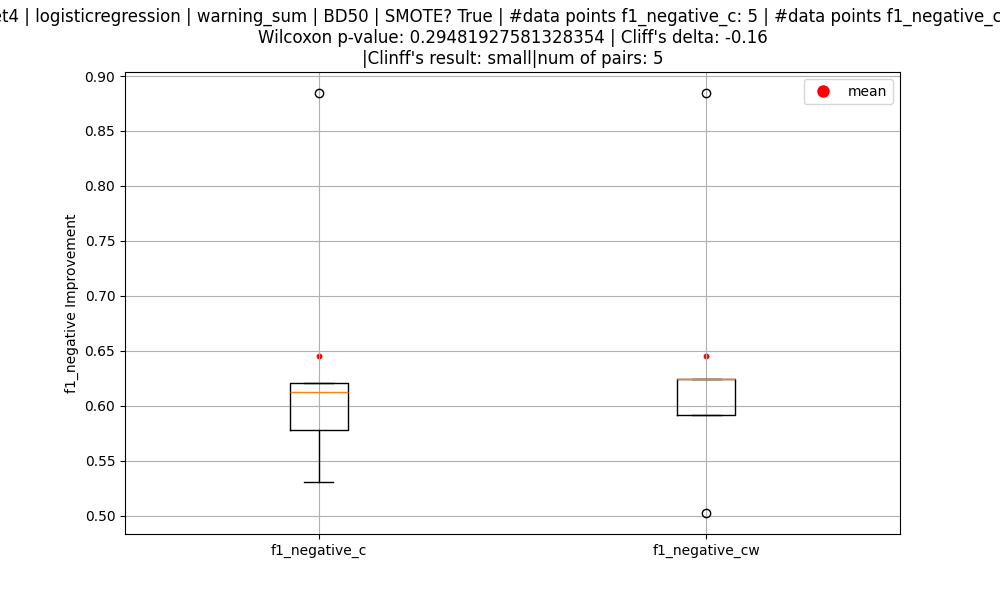 | logisticregression | warning_sum | BD50 | SMOTE? True | #data points f1_negative_c: 5 | #data points
Wilcoxon p-value: 0.29481927581328354 | Cliff's delta: -0.16
|Clinff's result: small|num of pairs: 5
mean
0.90
0.85
0.80
0.75
0.70
0.65
0.60
0.55
0.50
f1_negative Improvement
f1_negative_c
f1_negative_cw